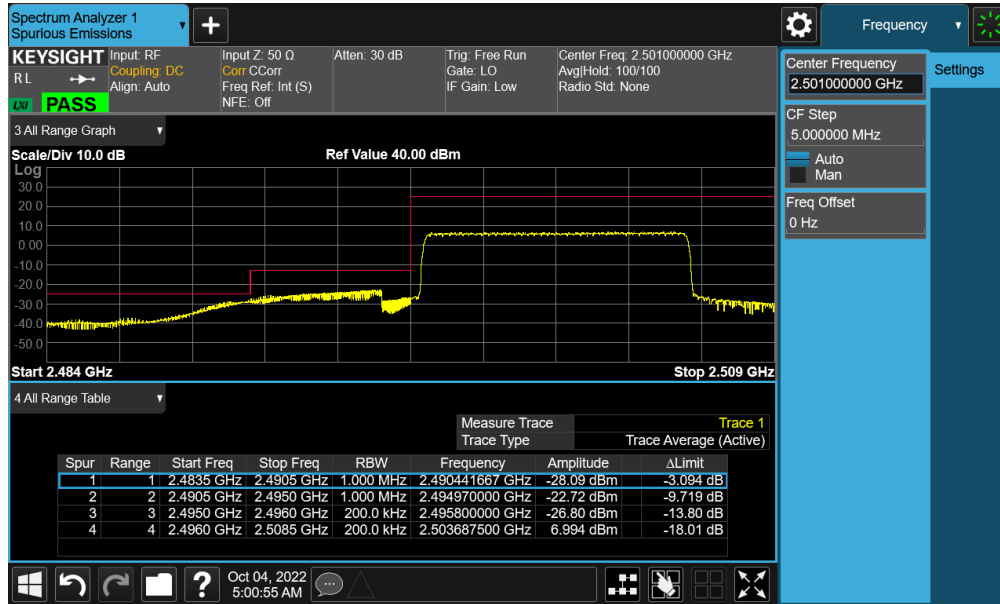 Spectrum Analyzer 1
Spurious Emissions
Frequency
KEYSIGHT
R L
LXI
PASS
Input: RF
Coupling: DC
Align: Auto
Input Z: 50 Ω
Corr CCorr
Freq Ref: Int (S)
NFE: Off
Atten: 30 dB
Trig: Free Run
Gate: LO
IF Gain: Low
Center Freq: 2.501000000 GHz
Avg|Hold: 100/100
Radio Std: None
Center Frequency
2.501000000 GHz
Settings
CF Step
5.000000 MHz
Auto
Man
Freq Offset
0 Hz
3 All Range Graph
Scale/Div 10.0 dB
Ref Value 40.00 dBm
Log
30.0
20.0
10.0
0.00
-10.0
-20.0
-30.0
-40.0
-50.0
Start 2.484 GHz
Stop 2.509 GHz
4 All Range Table
Measure Trace Trace 1
Trace Type Trace Average (Active)
Spur Range Start Freq Stop Freq RBW Frequency Amplitude ΔLimit
1 1 2.4835 GHz 2.4905 GHz 1.000 MHz 2.490441667 GHz -28.09 dBm -3.094 dB
2 2 2.4905 GHz 2.4950 GHz 1.000 MHz 2.494970000 GHz -22.72 dBm -9.719 dB
3 3 2.4950 GHz 2.4960 GHz 200.0 kHz 2.495800000 GHz -26.80 dBm -13.80 dB
4 4 2.4960 GHz 2.5085 GHz 200.0 kHz 2.503687500 GHz 6.994 dBm -18.01 dB
Oct 04, 2022
5:00:55 AM